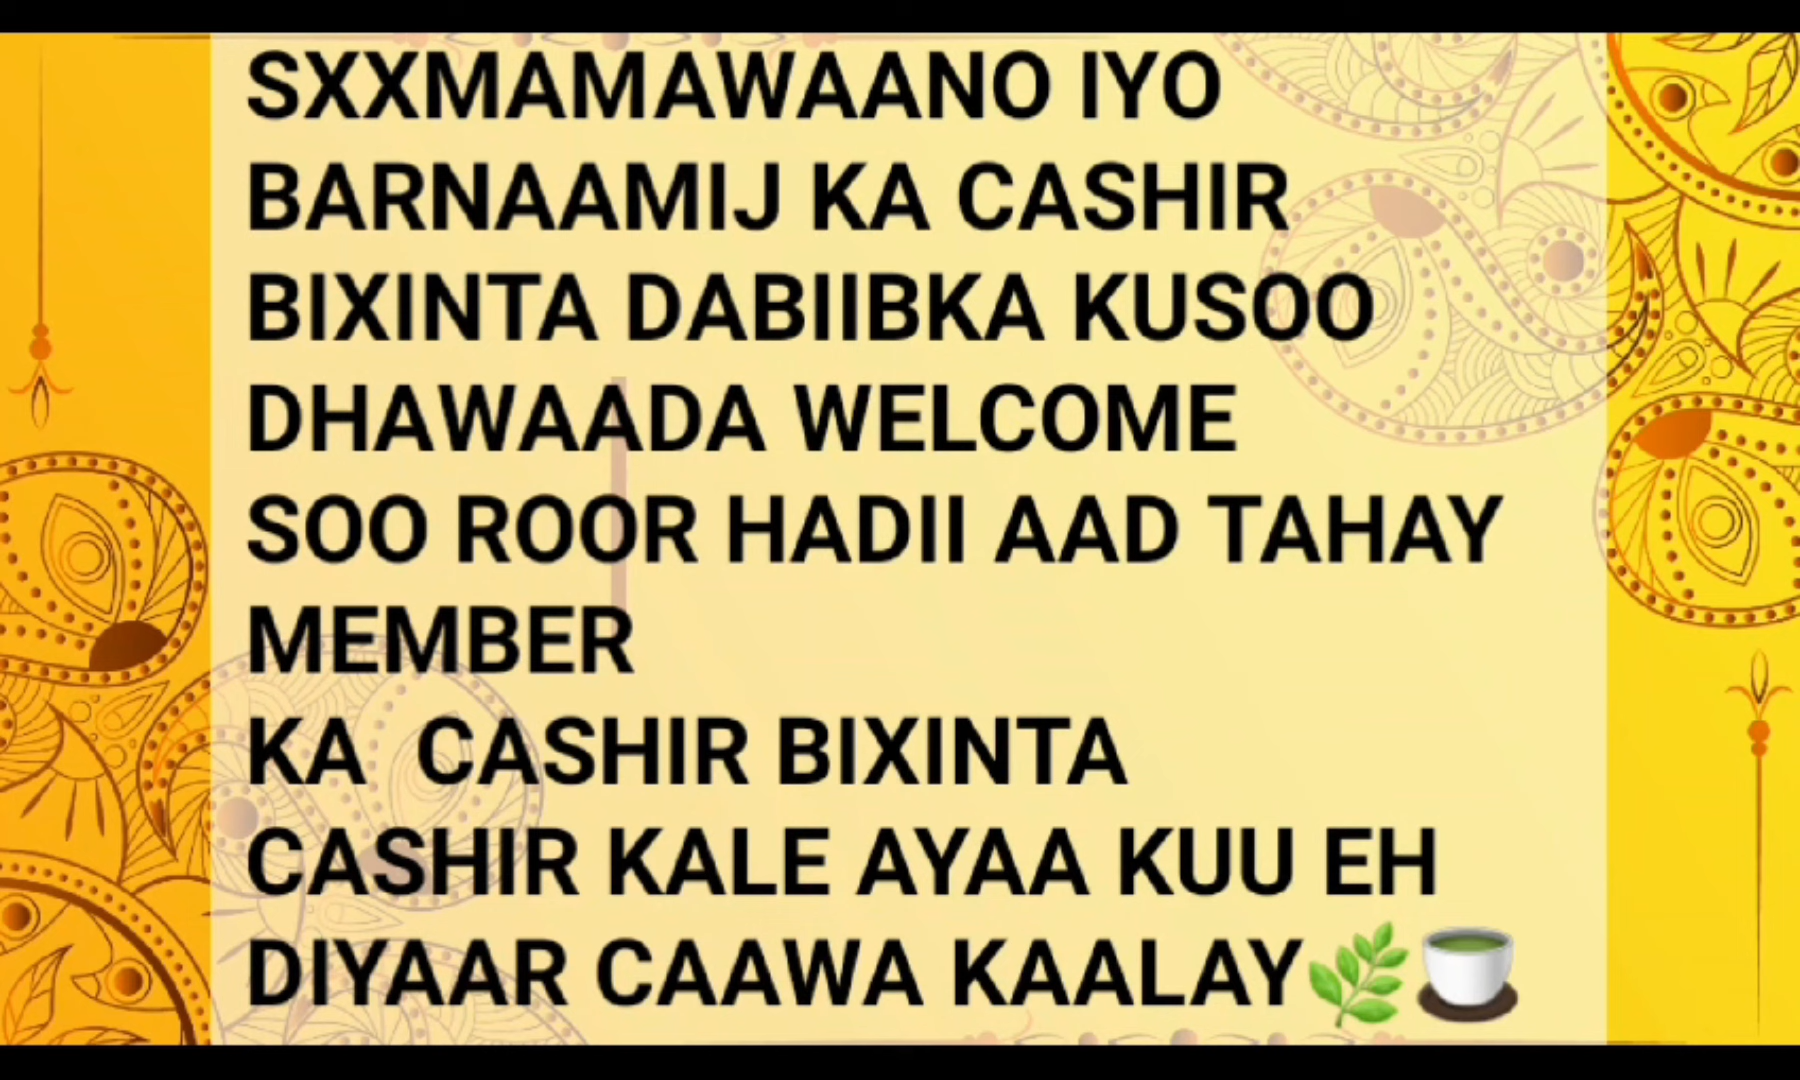 SXXMAMAWAANO IYO
BARNAAMIJ KA CASHIR
BIXINTA DABIIBKA KUSOO
DHAWAADA WELCOME
SOO ROOR HADII AAD TAHAY
MEMBER
KA CASHIR BIXINTA
CASHIR KALE AYAA KUU EH
DIYAAR CAAWA KAALAY🌿🍵